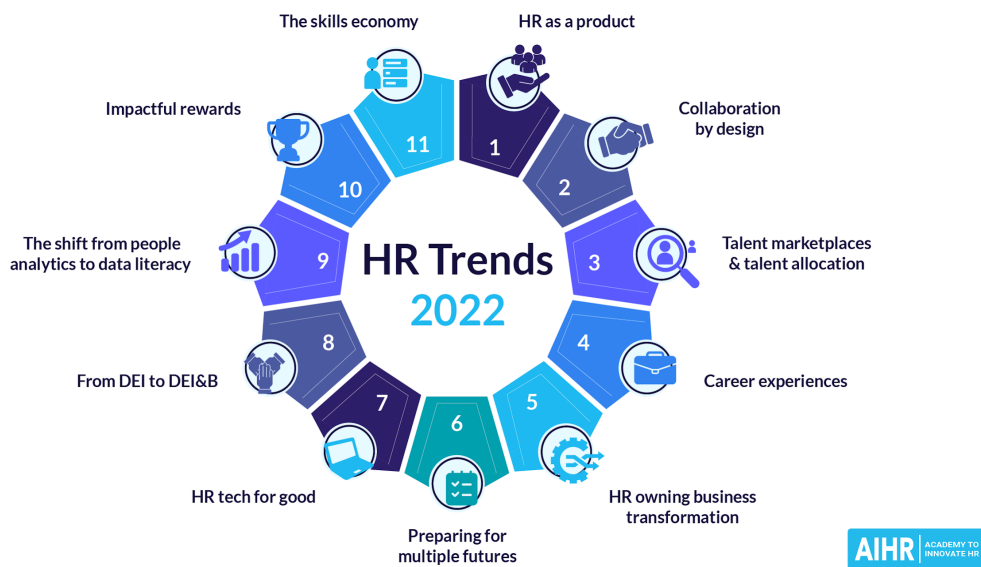 The skills economy
HR as a product
Impactful rewards
Collaboration
by design
11
1
10
2
The shift from people
analytics to data literacy
9
HR Trends
2022
3
Talent marketplaces
& talent allocation
8
4
From DEI to DEI&B
Career experiences
7
6
5
HR tech for good
HR owning business
transformation
Preparing for
multiple futures
AIHR
ACADEMY TO
INNOVATE HR